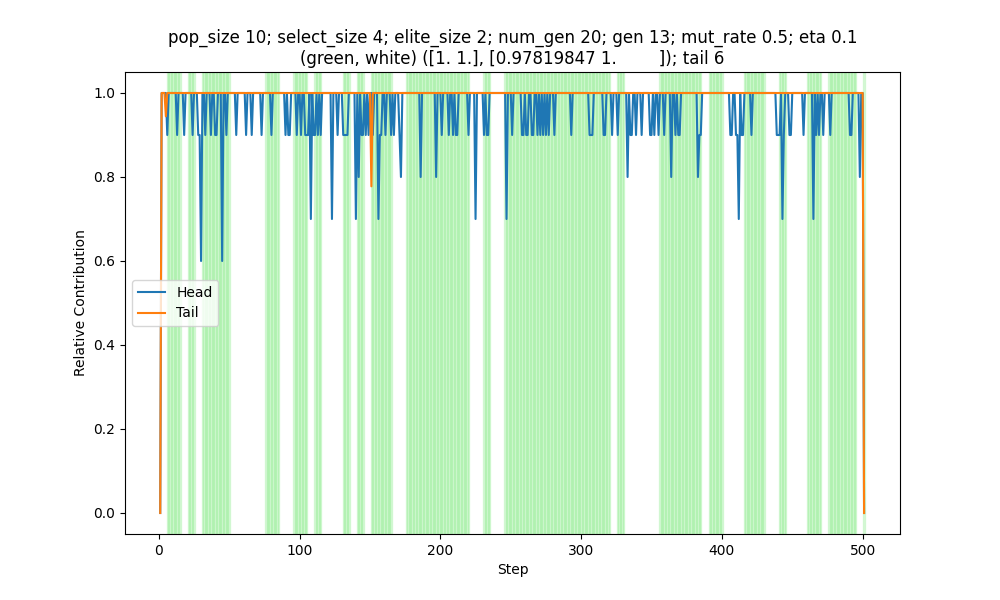 pop_size 10; select_size 4; elite_size 2; num_gen 20; gen 13; mut_rate 0.5; eta 0.1
(green, white) ([1. 1.], [0.97819847 1.        ]); tail 6
1.0
0.8
0.6
0.4
0.2
0.0
Relative Contribution
Head
Tail
0 100 200 300 400 500
Step